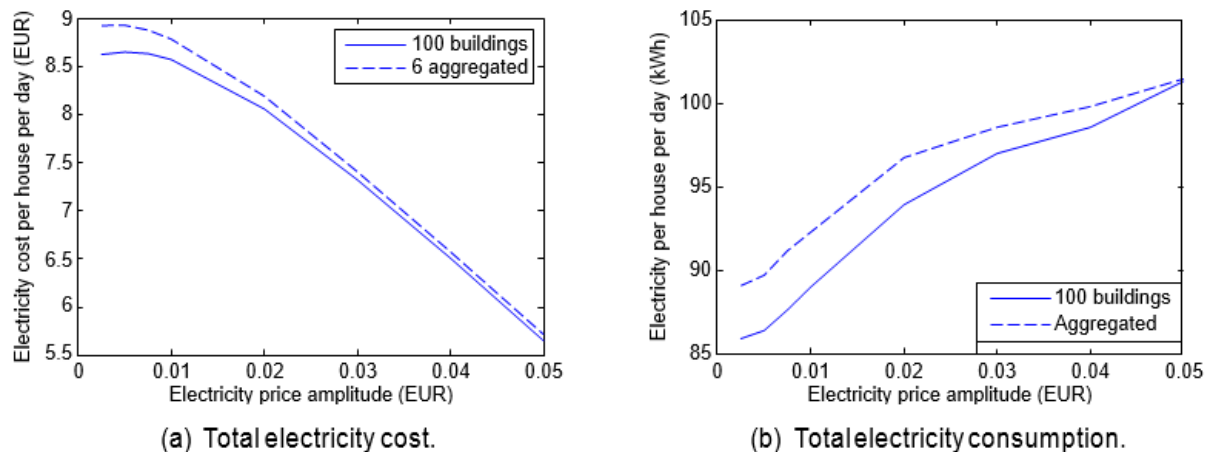 Electricity cost per house per day (EUR)
9
8.5
8
7.5
7
6.5
6
5.5
0
0.01
0.02
0.03
0.04
0.05
Electricity price amplitude (EUR)
100 buildings
6 aggregated
(a) Total electricity cost.
Electricity per house per day (kWh)
105
100
95
90
85
0
0.01
0.02
0.03
0.04
0.05
Electricity price amplitude (EUR)
100 buildings
Aggregated
(b) Total electricity consumption.